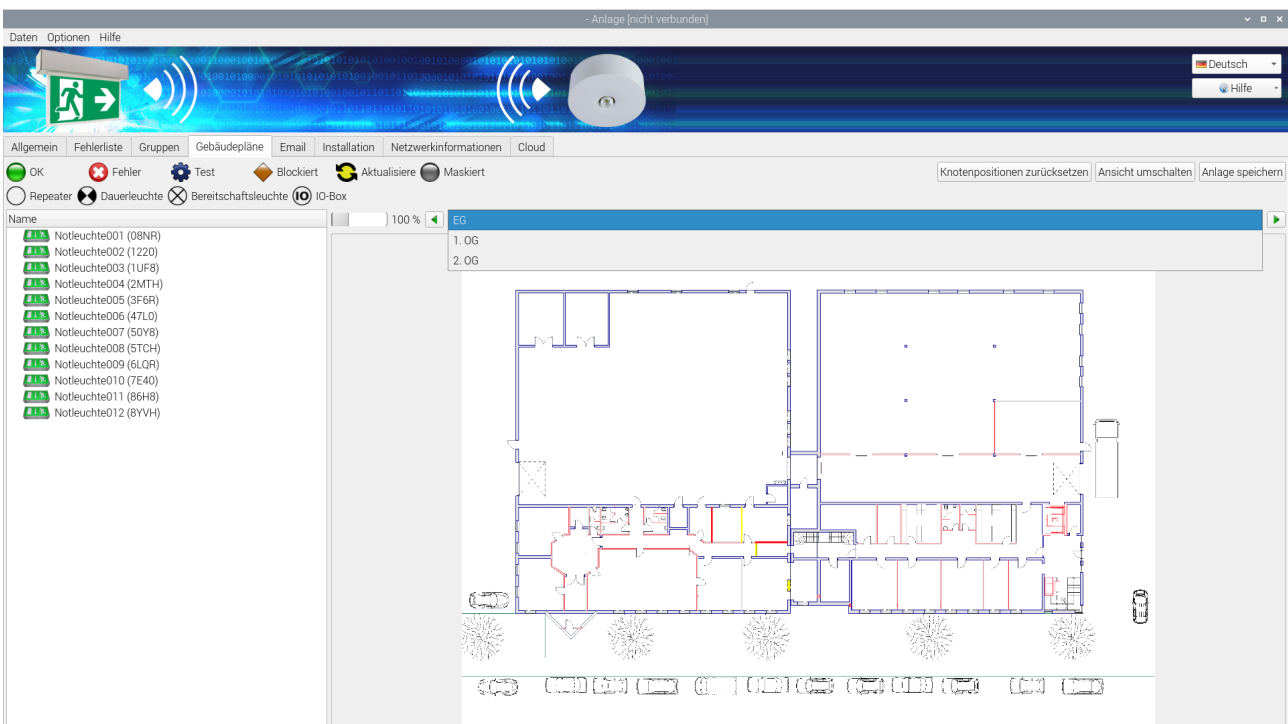 - Anlage [nicht verbunden]
Daten Optionen Hilfe
Deutsch
Hilfe
Allgemein Fehlerliste Gruppen Gebäudepläne Email Installation Netzwerkinformationen Cloud
OK Fehler Test Blockiert Aktualisiere Maskiert Knotenpositionen zurücksetzen Ansicht umschalten Anlage speichern
Repeater Dauerleuchte Bereitschaftsleuchte IO IO-Box
Name 100 % EG
1. OG
2. OG
Notleuchte001 (08NR)
Notleuchte002 (1220)
Notleuchte003 (1UF8)
Notleuchte004 (2MTH)
Notleuchte005 (3F6R)
Notleuchte006 (47L0)
Notleuchte007 (50Y8)
Notleuchte008 (5TCH)
Notleuchte009 (6LQR)
Notleuchte010 (7E40)
Notleuchte011 (86H8)
Notleuchte012 (8YVH)